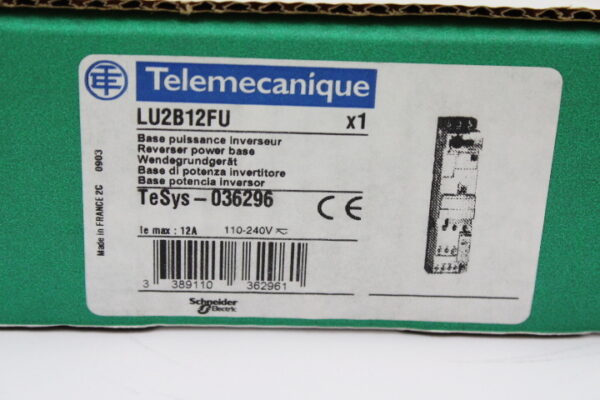 Telemecanique
LU2B12FU x1
Base puissance inverseur
Reverser power base
Wendegrundgerät
Base di potenza invertitore
Base potencia inversor
TeSys-036296 CE
Ie max : 12A 110-240V
3 389110 362961
Schneider
Electric
Made in FRANCE 2C 0903